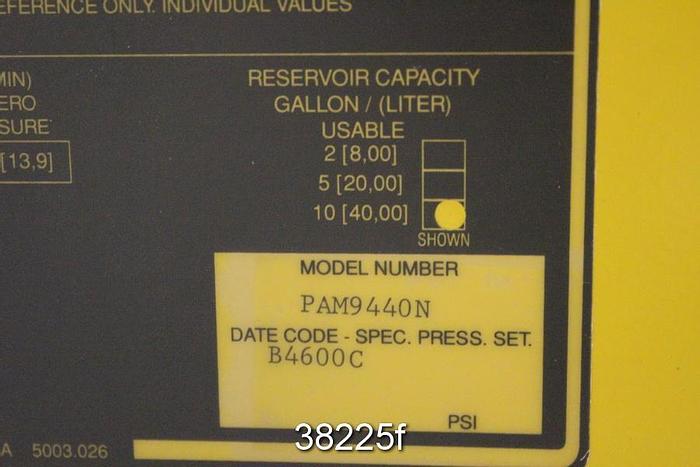 EFERENCE ONLY. INDIVIDUAL VALUES
MIN)
ERO
SURE
[13,9]
RESERVOIR CAPACITY
GALLON / (LITER)
USABLE
2 [8,00]
5 [20,00]
10 [40,00]
SHOWN
MODEL NUMBER
PAM9440N
DATE CODE - SPEC. PRESS. SET.
B4600C
PSI
A 5003.026
38225f